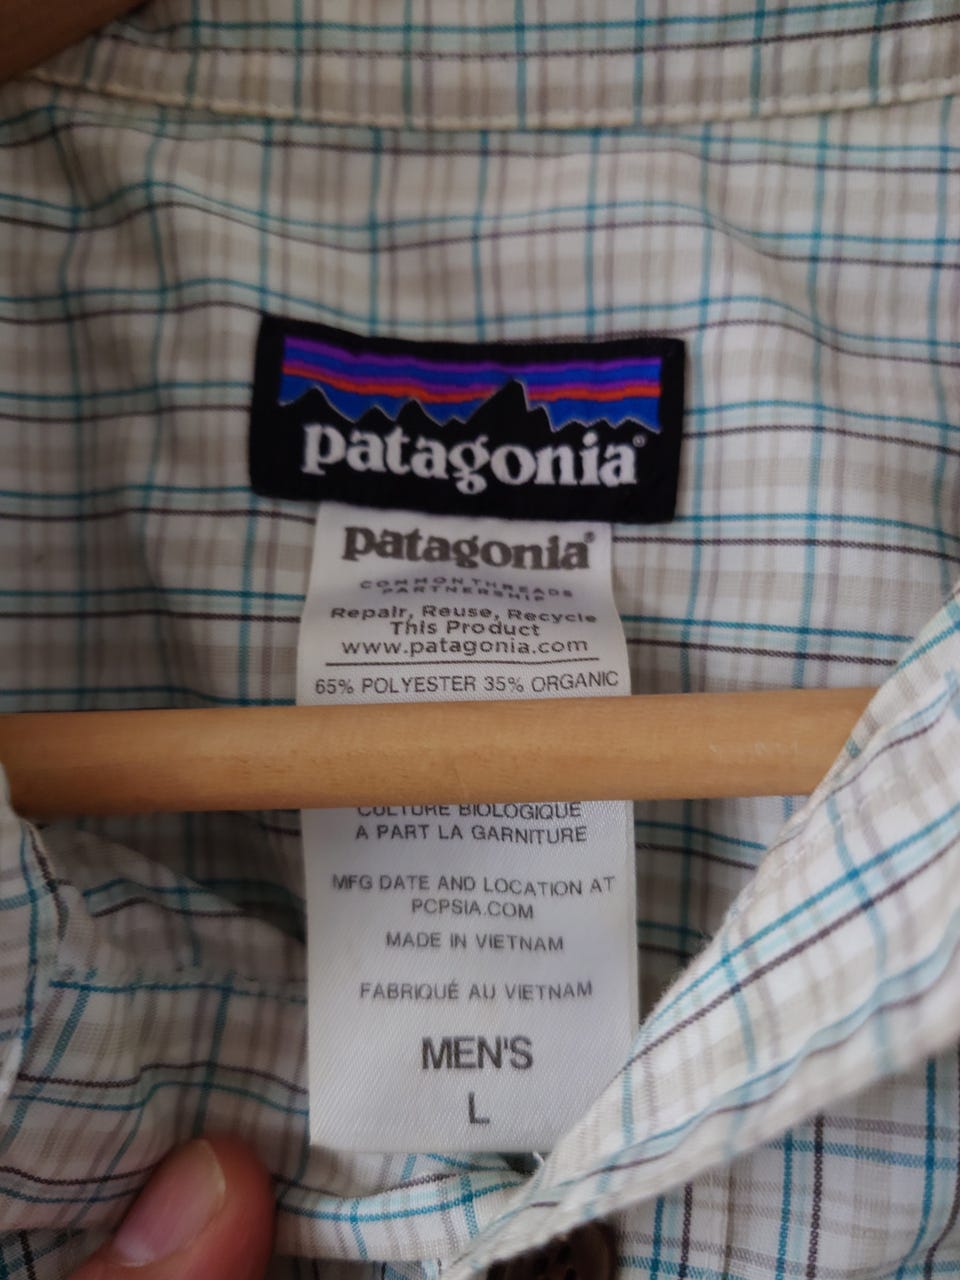 patagonia®
patagonia®
COMMON THREADS
PARTNERSHIP
Repair, Reuse, Recycle
This Product
www.patagonia.com
65% POLYESTER 35% ORGANIC
CULTURE BIOLOGIQUE
A PART LA GARNITURE
MFG DATE AND LOCATION AT
PCPSIA.COM
MADE IN VIETNAM
FABRIQUÉ AU VIETNAM
MEN'S
L